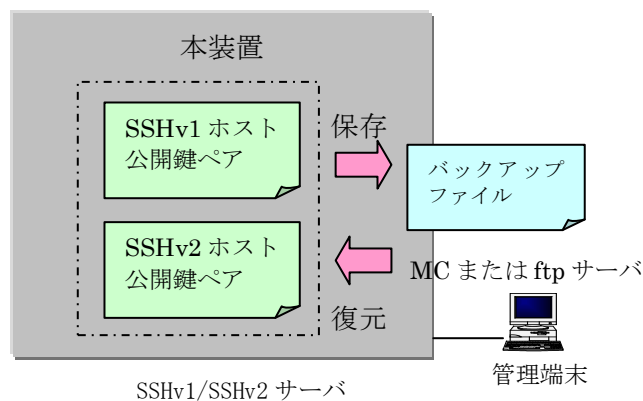 本装置
SSHv1 ホスト
公開鍵ペア
保存
バックアップ
ファイル
SSHv2 ホスト
公開鍵ペア
復元
MC または ftp サーバ
管理端末
SSHv1/SSHv2 サーバ